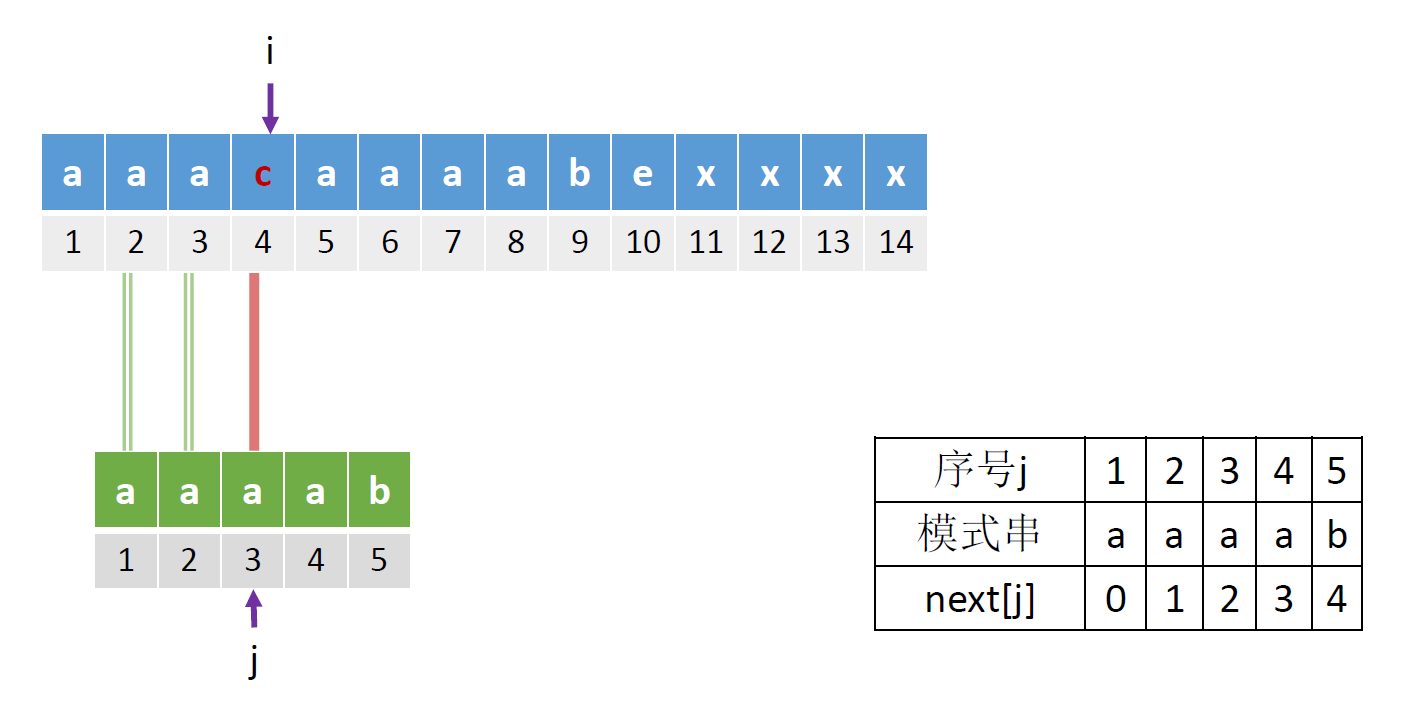 i
a a a c a a a a b e x x x x
1 2 3 4 5 6 7 8 9 10 11 12 13 14
a a a a b
1 2 3 4 5
j
序号j 1 2 3 4 5
模式串 a a a a b
next[j] 0 1 2 3 4